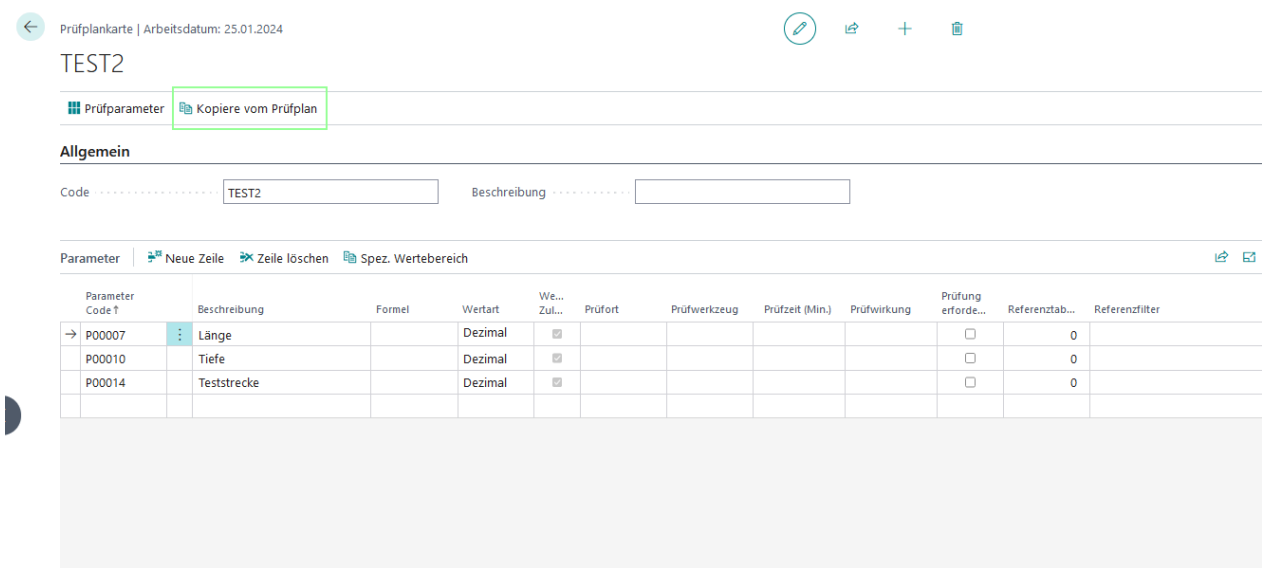 Prüfplankarte | Arbeitsdatum: 25.01.2024
TEST2
Prüfparameter Kopiere vom Prüfplan
Allgemein
Code TEST2 Beschreibung
Parameter Neue Zeile Zeile löschen Spez. Wertebereich
Parameter Code↑ Beschreibung Formel Wertart We... Zul... Prüfort Prüfwerkzeug Prüfzeit (Min.) Prüfwirkung Prüfung erforde... Referenztab... Referenzfilter
→ P00007 Länge Dezimal 0
P00010 Tiefe Dezimal 0
P00014 Teststrecke Dezimal 0